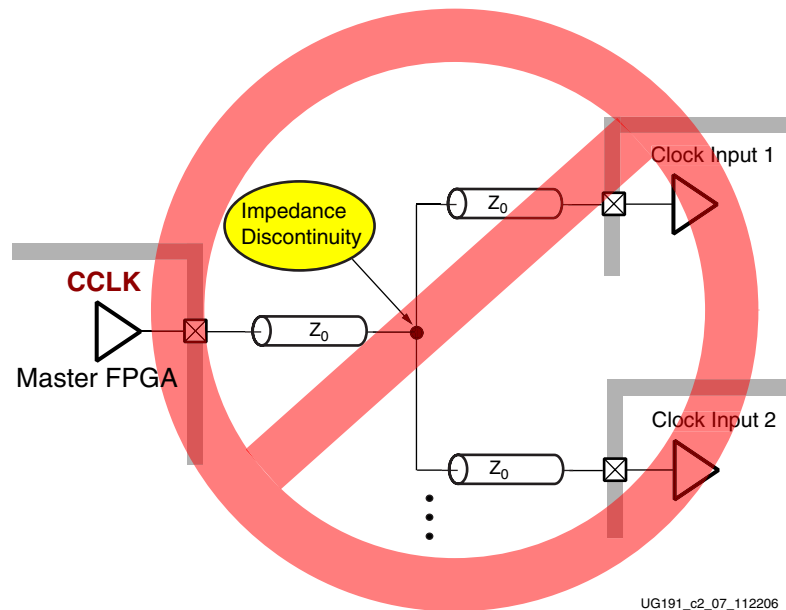 Clock Input 1
Z0
Impedance
Discontinuity
CCLK
Z0
Master FPGA
Clock Input 2
Z0
UG191_c2_07_112206